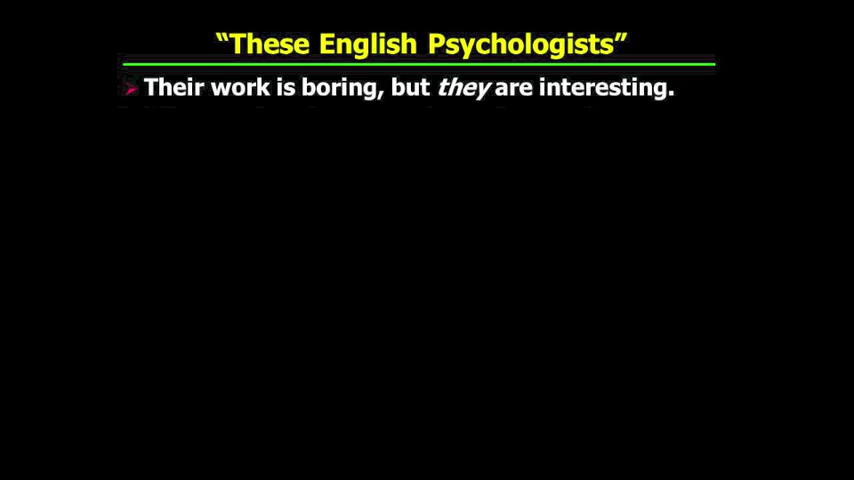 “These English Psychologists”
Their work is boring, but they are interesting.